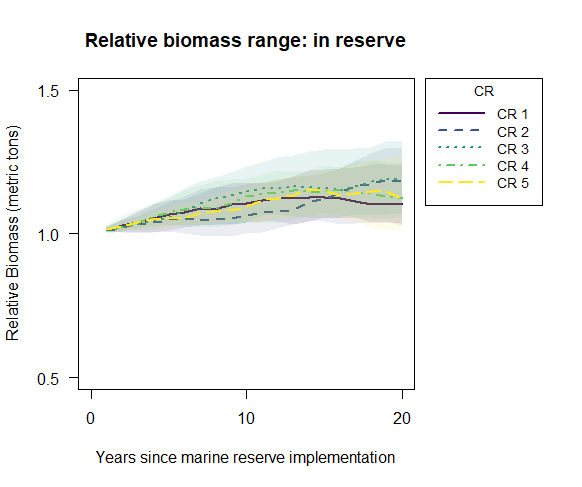 Relative biomass range: in reserve
CR
CR 1
CR 2
CR 3
CR 4
CR 5
Relative Biomass (metric tons)
1.5
1.0
0.5
0
10
20
Years since marine reserve implementation